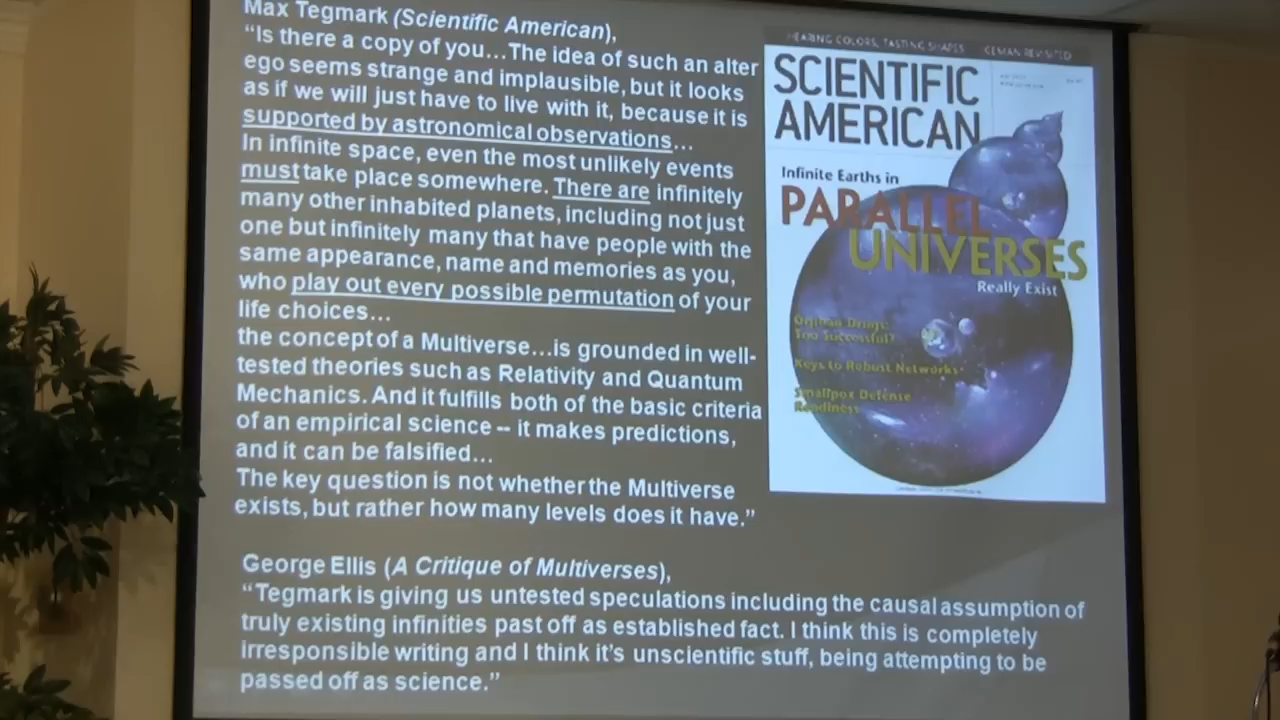 Max Tegmark (Scientific American),
“Is there a copy of you...The idea of such an alter
ego seems strange and implausible, but it looks
as if we will just have to live with it, because it is
supported by astronomical observations...
In infinite space, even the most unlikely events
must take place somewhere. There are infinitely
many other inhabited planets, including not just
one but infinitely many that have people with the
same appearance, name and memories as you,
who play out every possible permutation of your
life choices...
the concept of a Multiverse...is grounded in well-
tested theories such as Relativity and Quantum
Mechanics. And it fulfills both of the basic criteria
of an empirical science -- it makes predictions,
and it can be falsified...
The key question is not whether the Multiverse
exists, but rather how many levels does it have.”
HEARING COLORS, TASTING SHAPES ICEMAN REVISITED
SCIENTIFIC
AMERICAN
Infinite Earths in
PARALLEL
UNIVERSES
Really Exist
Too Successful?
Keys to Robust Networks
Smallpox Defense
Readiness
George Ellis (A Critique of Multiverses),
“Tegmark is giving us untested speculations including the causal assumption of
truly existing infinities past off as established fact. I think this is completely
irresponsible writing and I think it’s unscientific stuff, being attempting to be
passed off as science.”